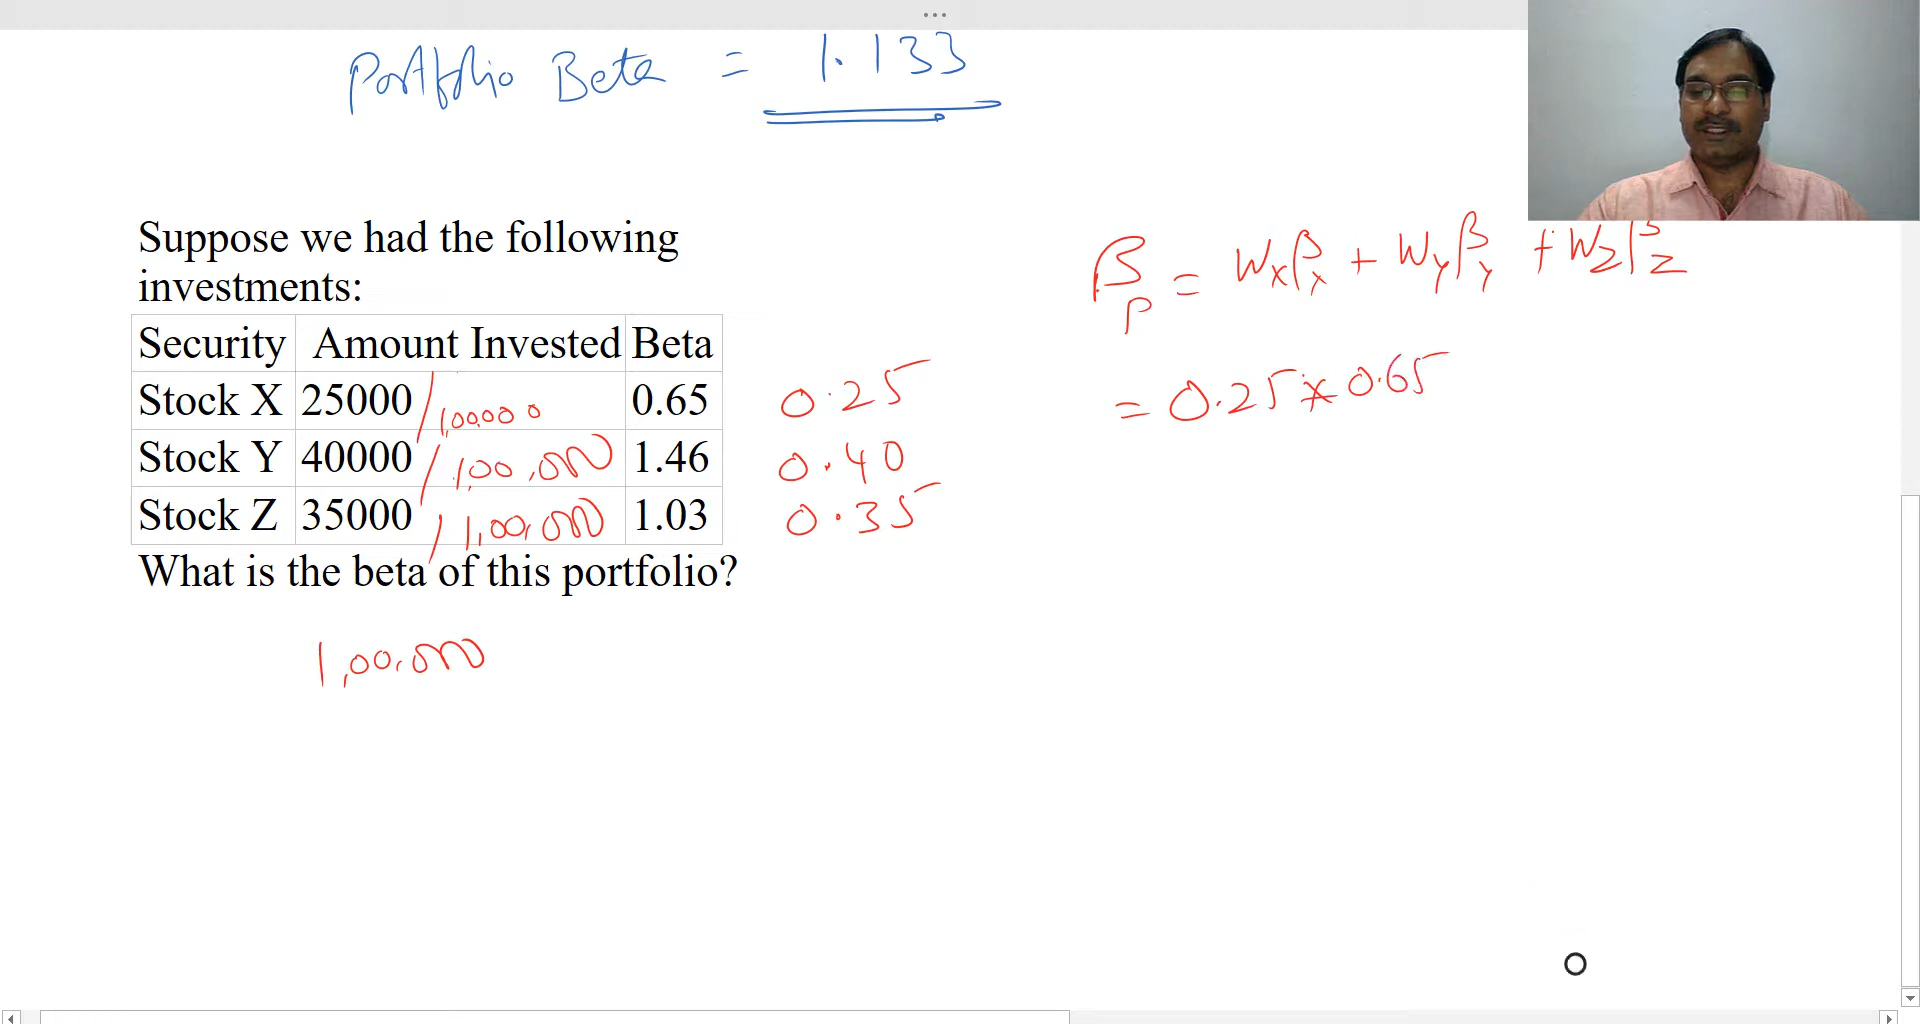 Portfolio Beta = 1.133
Suppose we had the following
investments:
Security Amount Invested Beta
Stock X 25000 / 1,00000 0.65 0.25
Stock Y 40000 / 1,00,000 1.46 0.40
Stock Z 35000 / 1,00,000 1.03 0.35
What is the beta of this portfolio?
1,00,000
βP = WXβX + WYβY + WZβZ
= 0.25 × 0.65